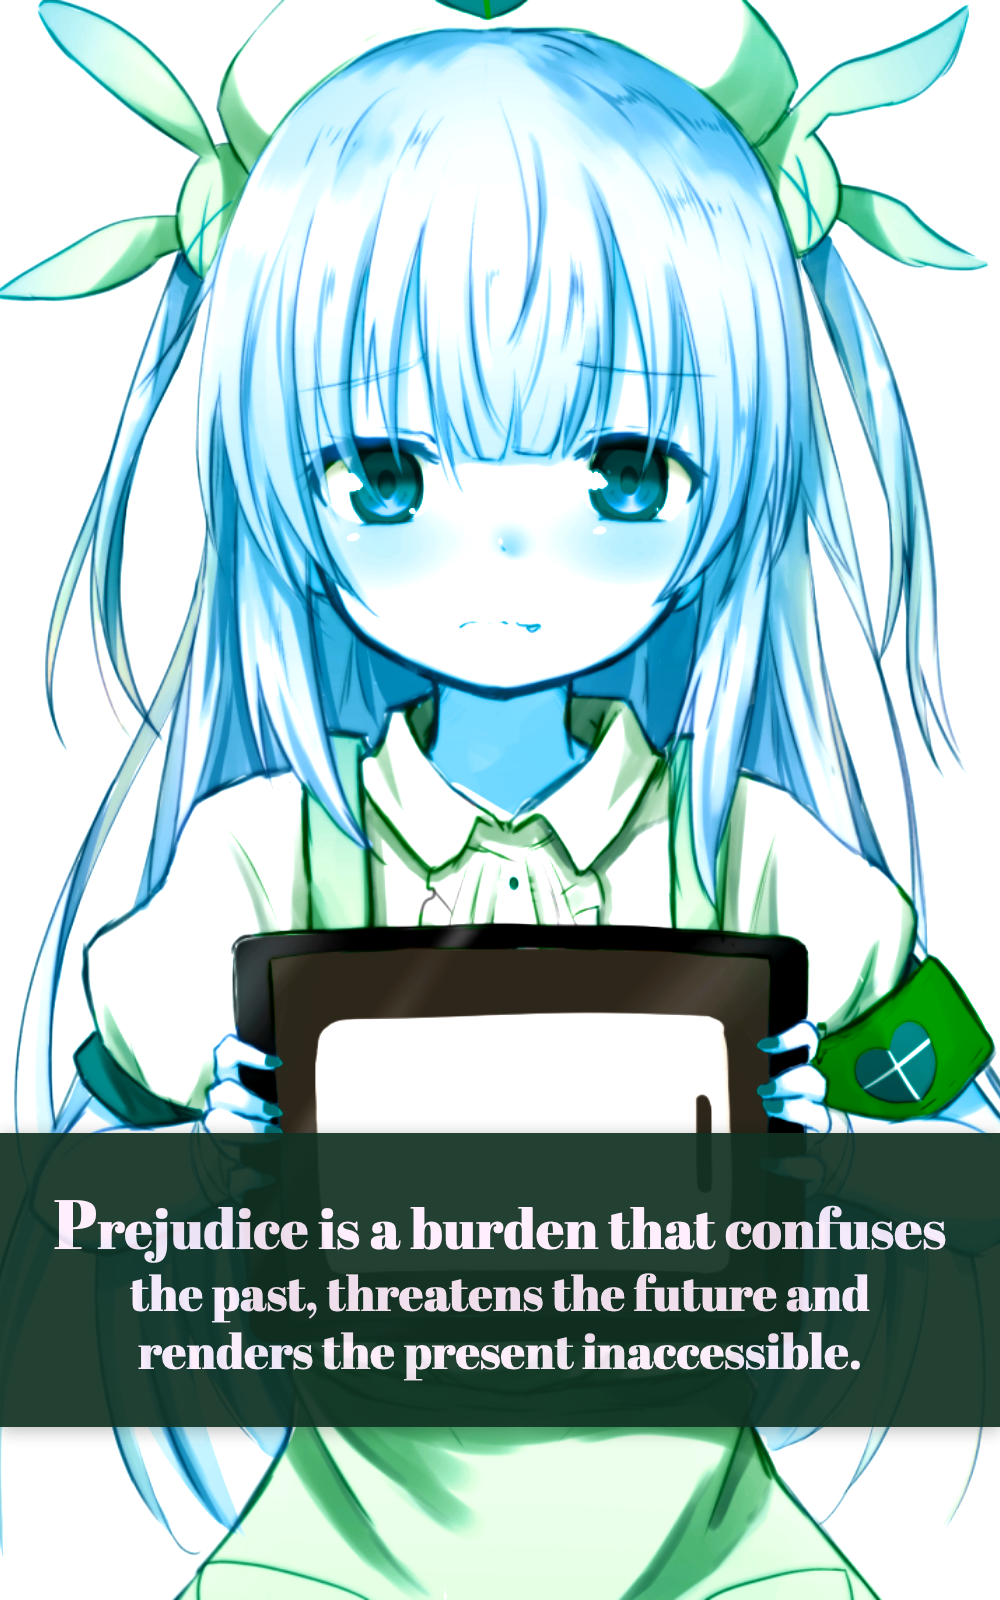 Prejudice is a burden that confuses
the past, threatens the future and
renders the present inaccessible.